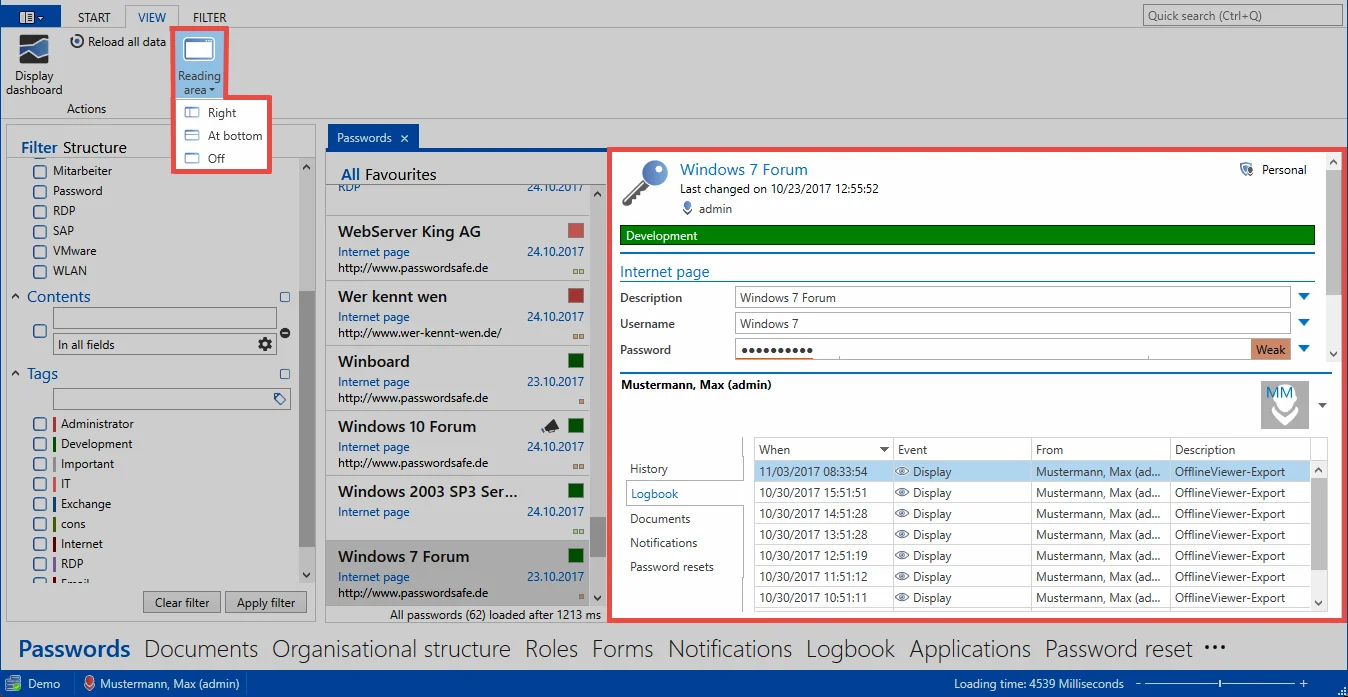 START VIEW FILTER
Quick search (Ctrl+Q)
Display dashboard
Reload all data
Reading area
Actions
Right
At bottom
Off
Filter Structure
Mitarbeiter
Password
RDP
SAP
VMware
WLAN
Contents
In all fields
Tags
Administrator
Development
Important
IT
Exchange
cons
Internet
RDP
Email
Clear filter Apply filter
Passwords
All Favourites
RDP 24.10.2017
WebServer King AG
Internet page 24.10.2017
http://www.passwordsafe.de
Wer kennt wen
Internet page 24.10.2017
http://www.wer-kennt-wen.de/
Winboard
Internet page 23.10.2017
http://www.passwordsafe.de
Windows 10 Forum
Internet page 24.10.2017
http://www.passwordsafe.de
Windows 2003 SP3 Ser...
Internet page 24.10.2017
Windows 7 Forum
Internet page 23.10.2017
http://www.passwordsafe.de
All passwords (62) loaded after 1213 ms
Windows 7 Forum
Last changed on 10/23/2017 12:55:52
admin
Personal
Development
Internet page
Description Windows 7 Forum
Username Windows 7
Password ●●●●●●●●●● Weak
Mustermann, Max (admin)
MM
History
Logbook
Documents
Notifications
Password resets
When Event From Description
11/03/2017 08:33:54 Display Mustermann, Max (ad... OfflineViewer-Export
10/30/2017 15:51:51 Display Mustermann, Max (ad... OfflineViewer-Export
10/30/2017 14:51:28 Display Mustermann, Max (ad... OfflineViewer-Export
10/30/2017 13:51:28 Display Mustermann, Max (ad... OfflineViewer-Export
10/30/2017 12:51:19 Display Mustermann, Max (ad... OfflineViewer-Export
10/30/2017 11:51:12 Display Mustermann, Max (ad... OfflineViewer-Export
10/30/2017 10:51:11 Display Mustermann, Max (ad... OfflineViewer-Export
Passwords Documents Organisational structure Roles Forms Notifications Logbook Applications Password reset ...
Demo Mustermann, Max (admin) Loading time: 4539 Milliseconds - +